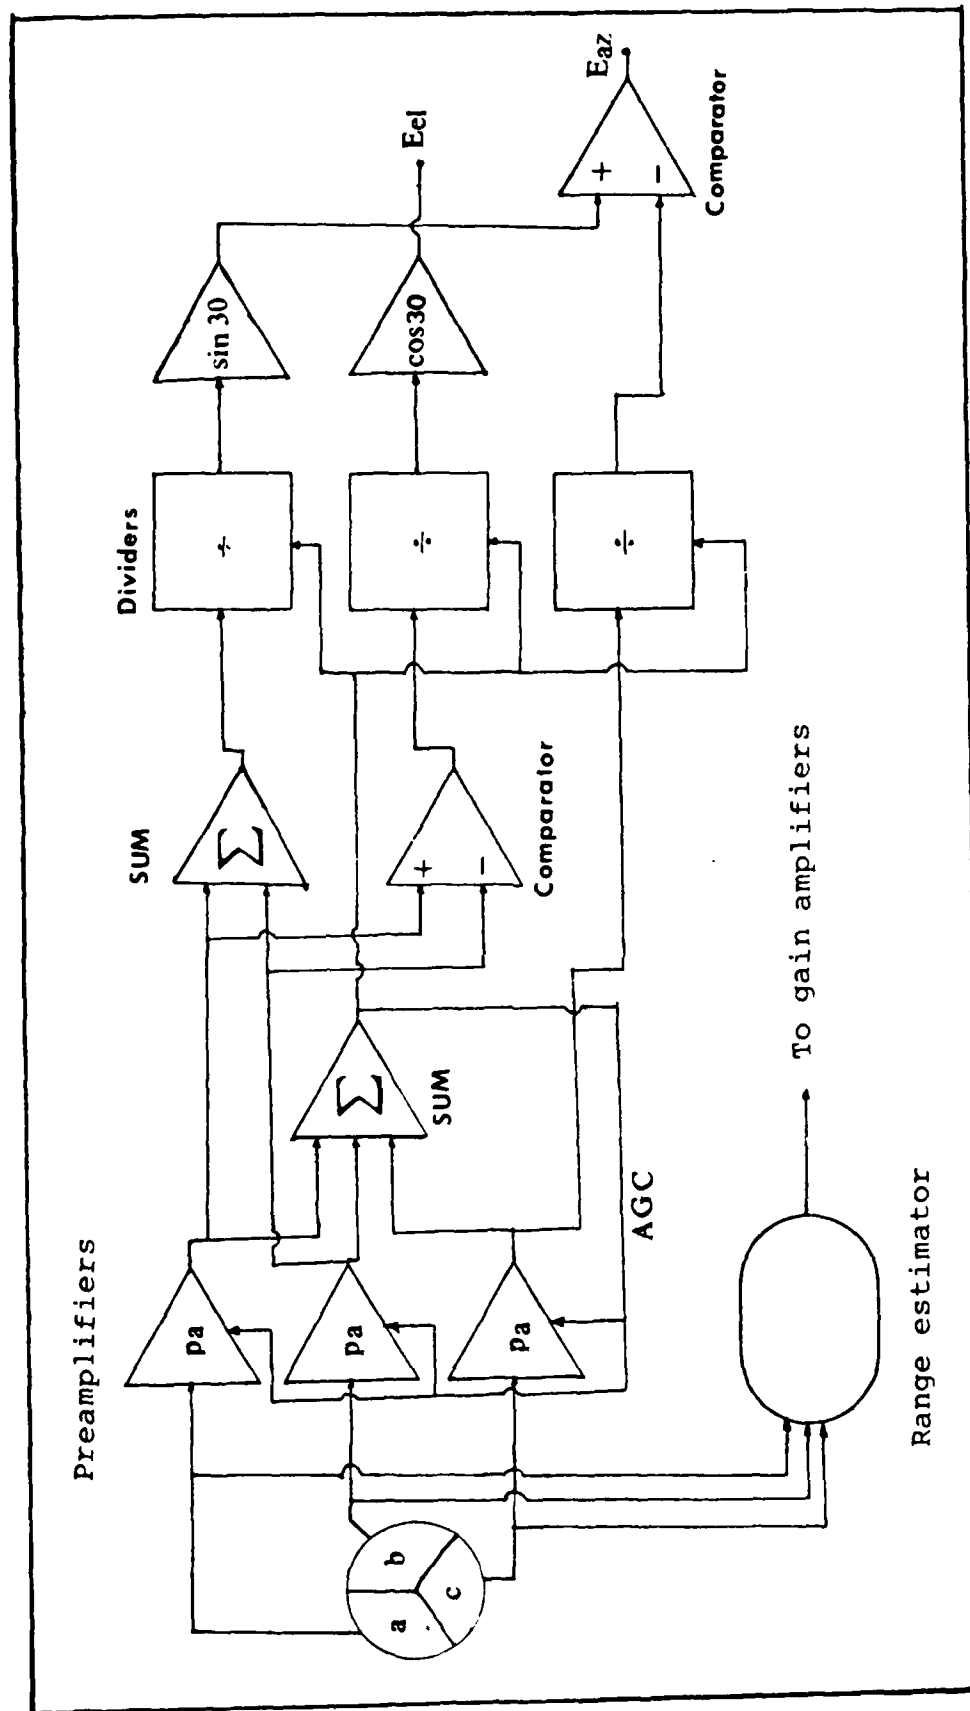 Preamplifiers
SUM
Dividers
pa
Σ
÷
sin 30
a
b
c
pa
Σ
SUM
+
−
Comparator
÷
cos30
Eel
pa
AGC
÷
+
−
Eaz
Comparator
Range estimator
To gain amplifiers